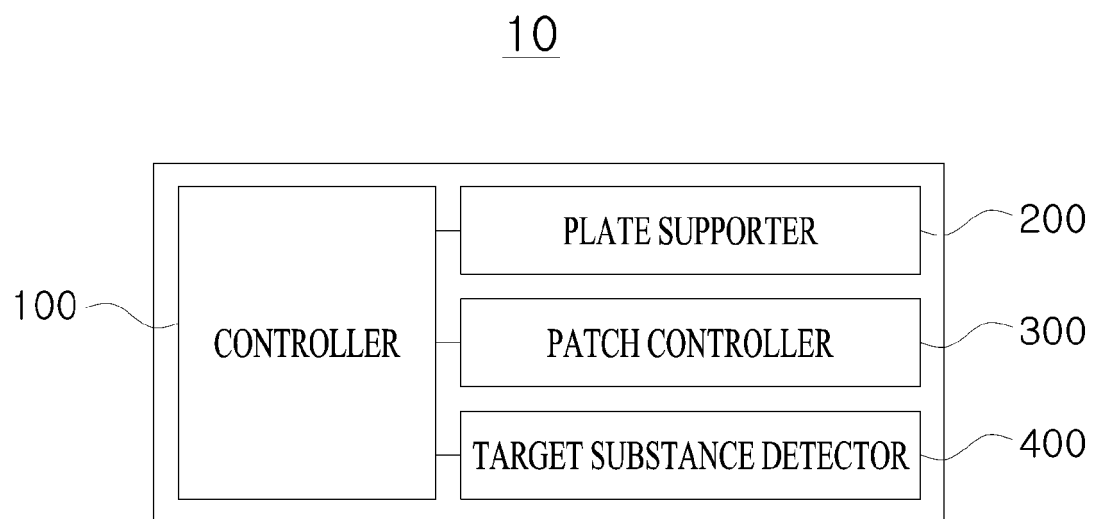 10
PLATE SUPPORTER 200
100 CONTROLLER PATCH CONTROLLER 300
TARGET SUBSTANCE DETECTOR 400